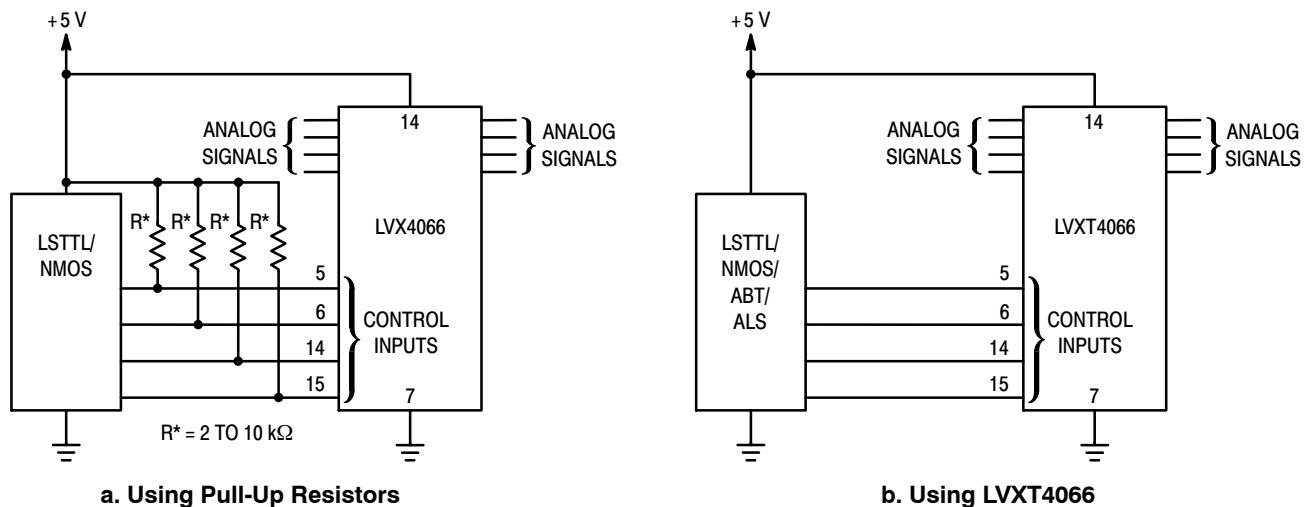 + 5 V
ANALOG
SIGNALS
14
ANALOG
SIGNALS
R* R* R* R*
LSTTL/
NMOS
LVX4066
5
6
14
15
CONTROL
INPUTS
7
R* = 2 TO 10 kΩ
a. Using Pull-Up Resistors
+ 5 V
ANALOG
SIGNALS
14
ANALOG
SIGNALS
LSTTL/
NMOS/
ABT/
ALS
LVXT4066
5
6
14
15
CONTROL
INPUTS
7
b. Using LVXT4066